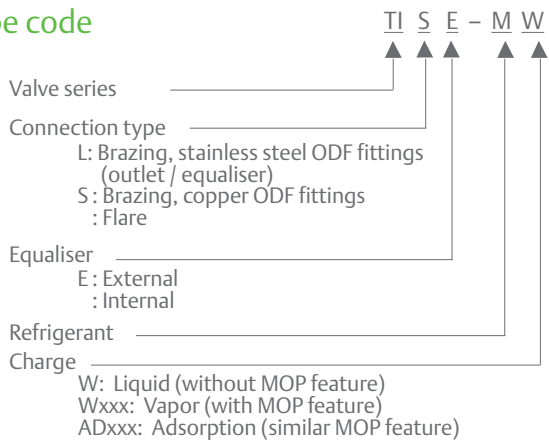 code
TI S E – M W
Valve series
Connection type
L: Brazing, stainless steel ODF fittings
(outlet / equaliser)
S : Brazing, copper ODF fittings
: Flare
Equaliser
E : External
: Internal
Refrigerant
Charge
W: Liquid (without MOP feature)
Wxxx: Vapor (with MOP feature)
ADxxx: Adsorption (similar MOP feature)